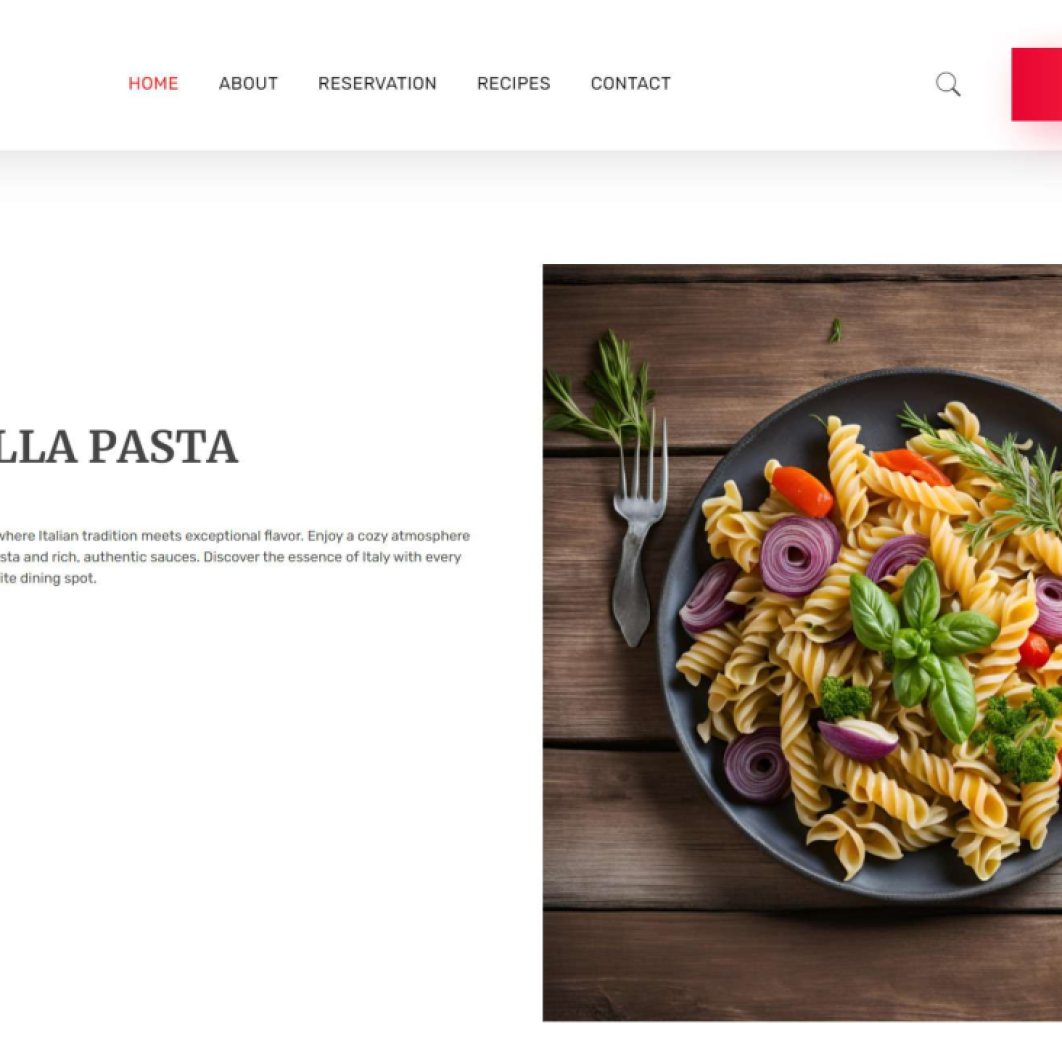 HOME ABOUT RESERVATION RECIPES CONTACT
LLA PASTA
where Italian tradition meets exceptional flavor. Enjoy a cozy atmosphere
sta and rich, authentic sauces. Discover the essence of Italy with every
ite dining spot.